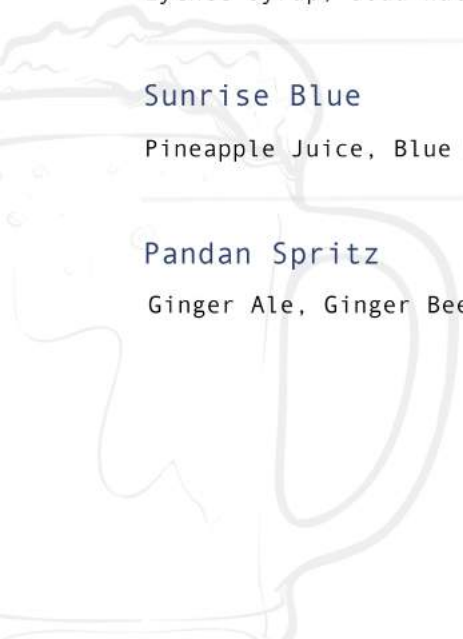 Sunrise Blue
Pineapple Juice, Blue
Pandan Spritz
Ginger Ale, Ginger